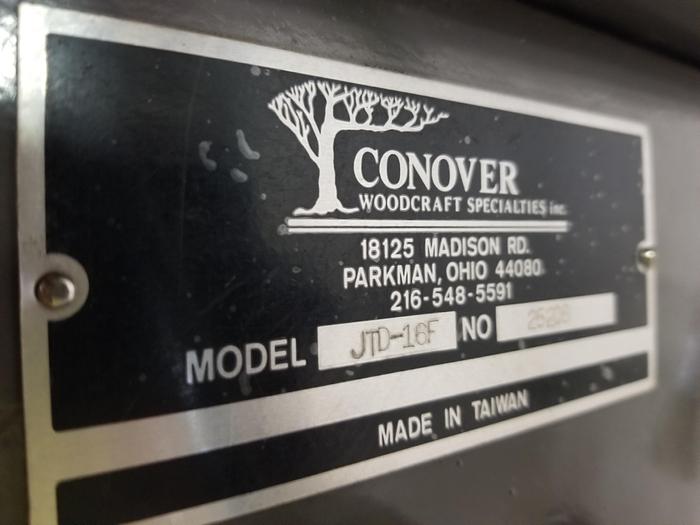 CONOVER
WOODCRAFT SPECIALTIES inc.
18125 MADISON RD.
PARKMAN, OHIO 44080
216-548-5591
MODEL JTD-16F NO
MADE IN TAIWAN